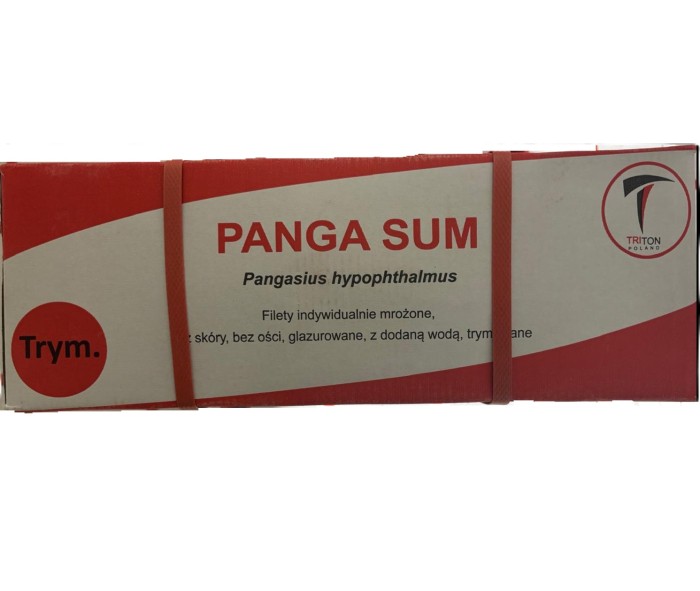 PANGA SUM
Pangasius hypophthalmus
Filety indywidualnie mrożone,
skóry, bez ości, glazurowane, z dodaną wodą,
Trym.
TRITON
POLAND